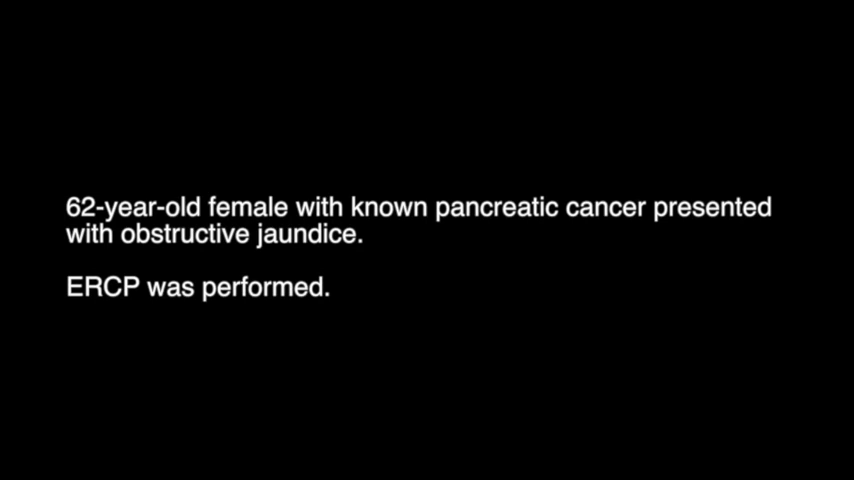 62-year-old female with known pancreatic cancer presented
with obstructive jaundice.
ERCP was performed.